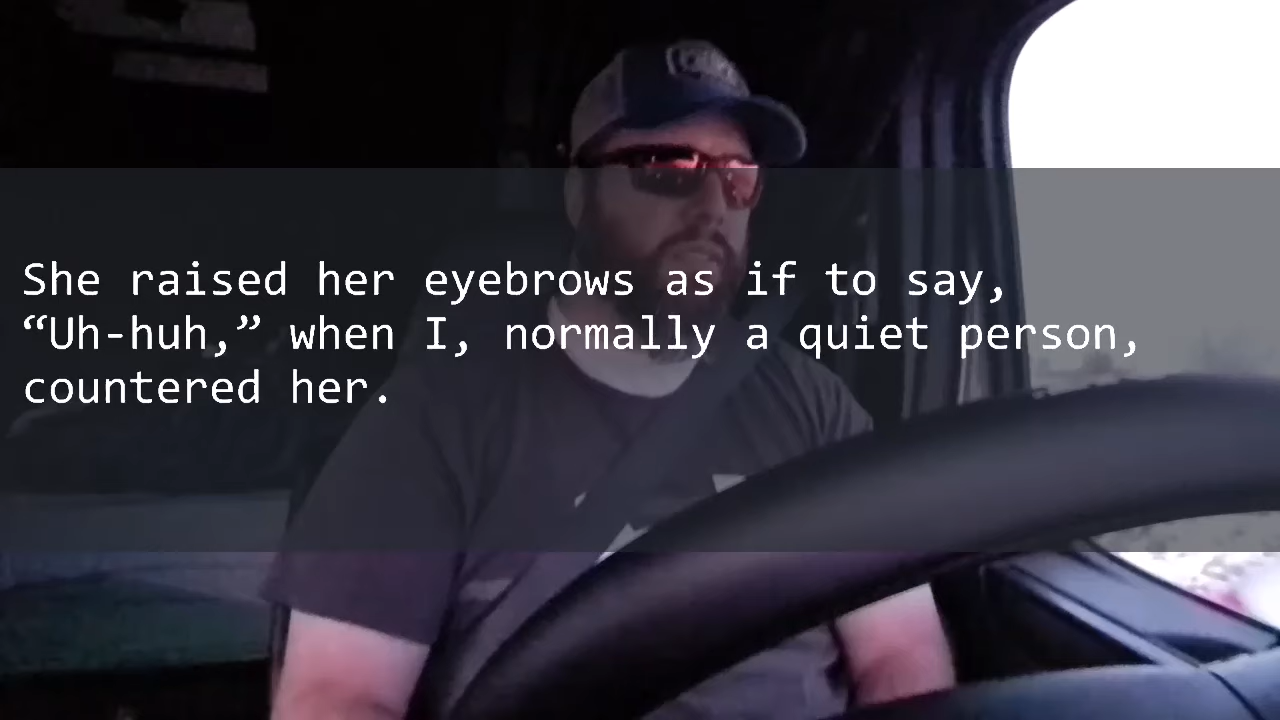 She raised her eyebrows as if to say,
“Uh-huh,” when I, normally a quiet person,
countered her.